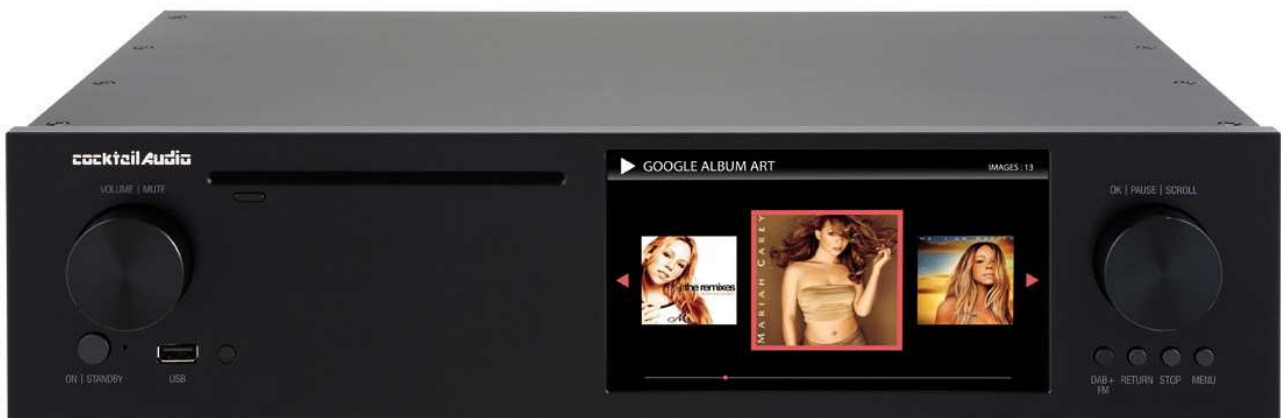 cocktailAudio
VOLUME | MUTE
ON | STANDBY
USB
GOOGLE ALBUM ART
IMAGES : 13
the remixes
MARIAH CAREY
OK | PAUSE | SCROLL
DAB+
FM
RETURN
STOP
MENU